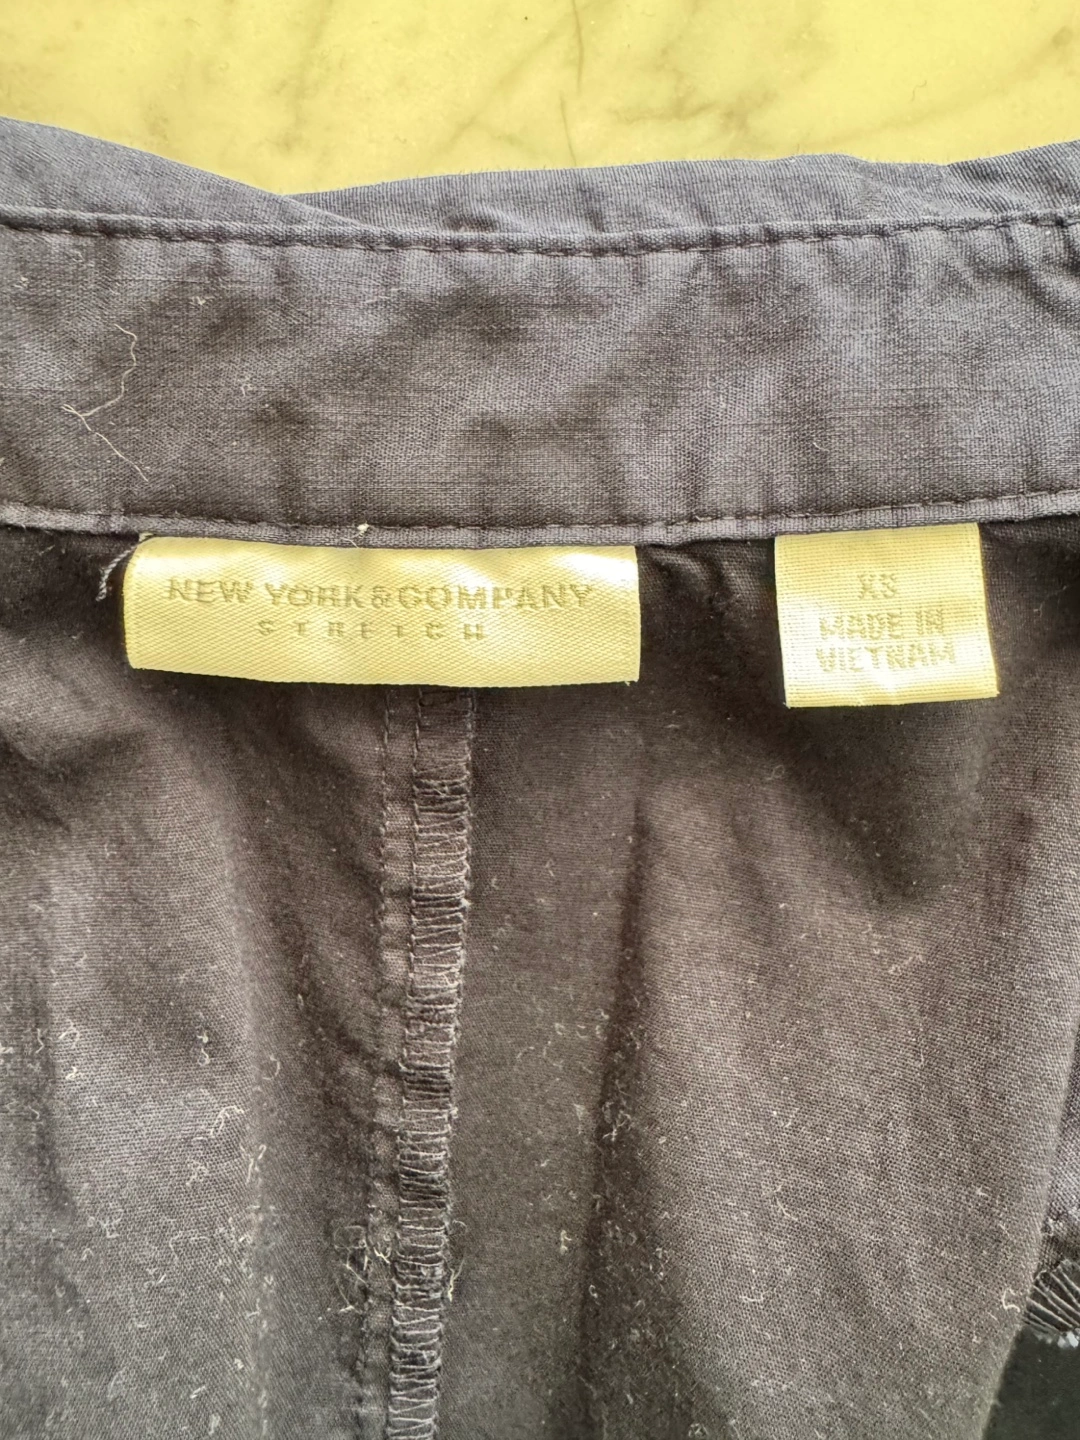 NEW YORK & COMPANY
STRETCH
XS
MADE IN
VIETNAM